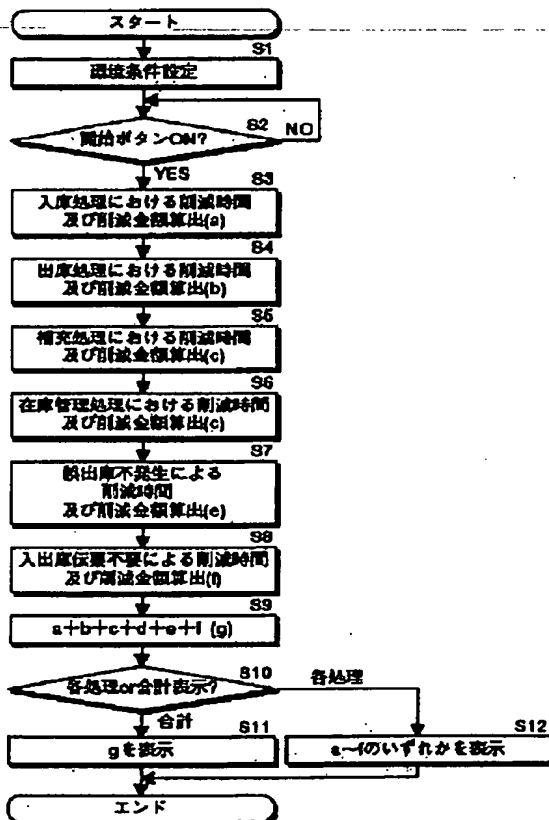 スタート
S1
環境条件設定
S2
開始ボタンON?
NO
YES
S3
入庫処理における削減時間
及び削減金額算出(a)
S4
出庫処理における削減時間
及び削減金額算出(b)
S5
補充処理における削減時間
及び削減金額算出(c)
S6
在庫管理処理における削減時間
及び削減金額算出(c)
S7
誤出庫不発生による
削減時間
及び削減金額算出(e)
S8
入出庫伝票不要による削減時間
及び削減金額算出(f)
S9
a+b+c+d+e+f (g)
S10
各処理or合計表示?
各処理
合計
S11
gを表示
S12
a~fのいずれかを表示
エンド